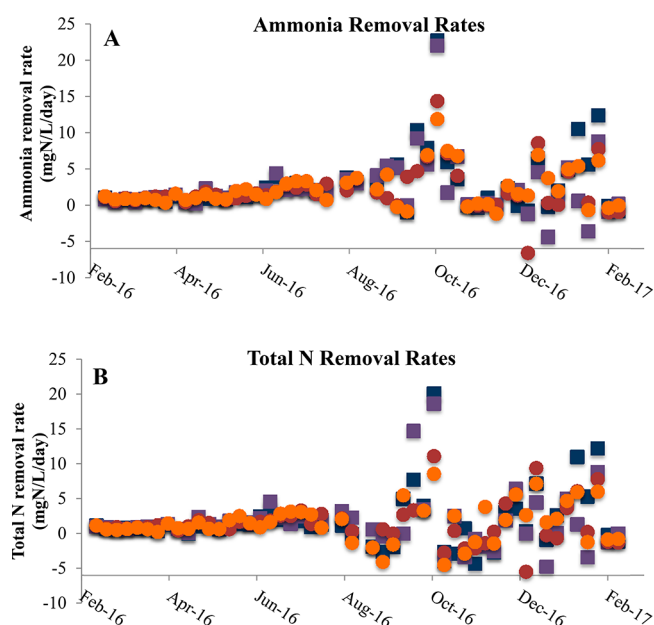 Ammonia Removal Rates
A
Ammonia removal rate
(mgN/L/day)
25
20
15
10
5
0
-5
-10
Feb-16
Apr-16
Jun-16
Aug-16
Oct-16
Dec-16
Feb-17
Total N Removal Rates
B
Total N removal rate
(mgN/L/day)
25
20
15
10
5
0
-5
-10
Feb-16
Apr-16
Jun-16
Aug-16
Oct-16
Dec-16
Feb-17